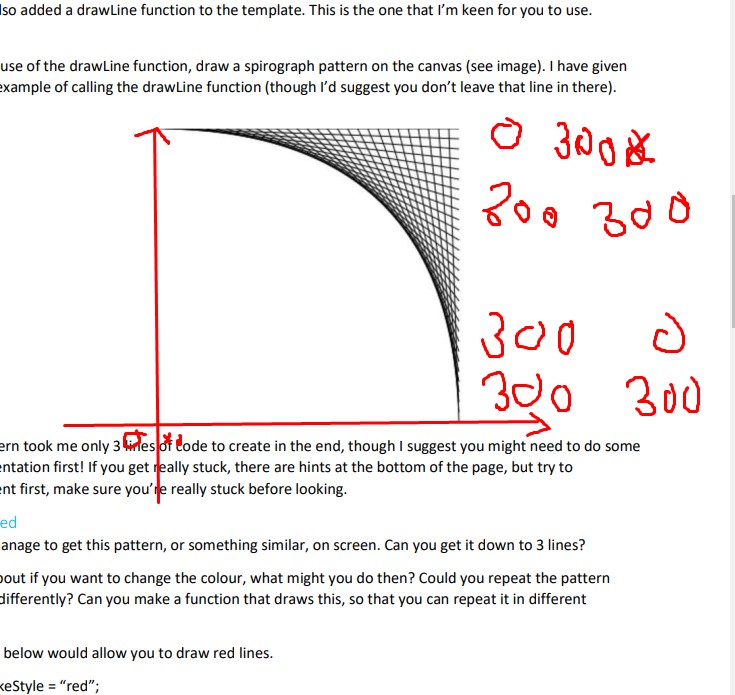 lso added a drawLine function to the template. This is the one that I’m keen for you to use.
use of the drawLine function, draw a spirograph pattern on the canvas (see image). I have given
example of calling the drawLine function (though I’d suggest you don’t leave that line in there).
0 300
300 300
300 0
300 300
ern took me only 3 lines of code to create in the end, though I suggest you might need to do some
entation first! If you get really stuck, there are hints at the bottom of the page, but try to
ent first, make sure you’re really stuck before looking.
ed
anage to get this pattern, or something similar, on screen. Can you get it down to 3 lines?
bout if you want to change the colour, what might you do then? Could you repeat the pattern
differently? Can you make a function that draws this, so that you can repeat it in different
below would allow you to draw red lines.
keStyle = “red”;